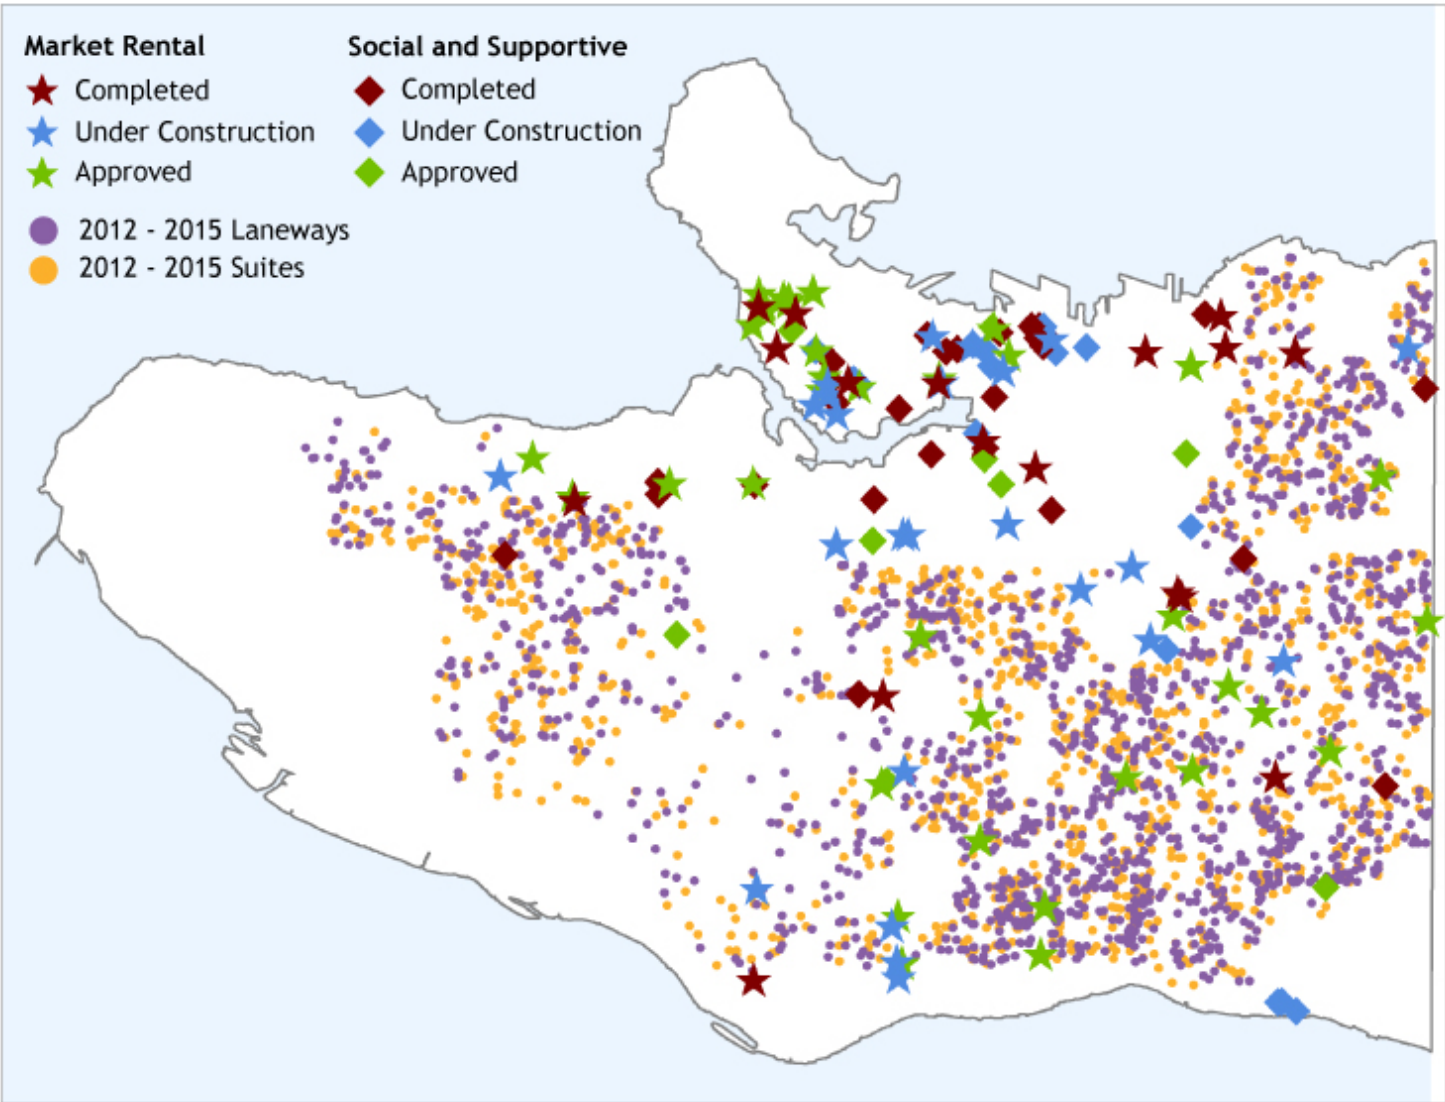 Market Rental
Completed
Under Construction
Approved
Social and Supportive
Completed
Under Construction
Approved
2012 - 2015 Laneways
2012 - 2015 Suites